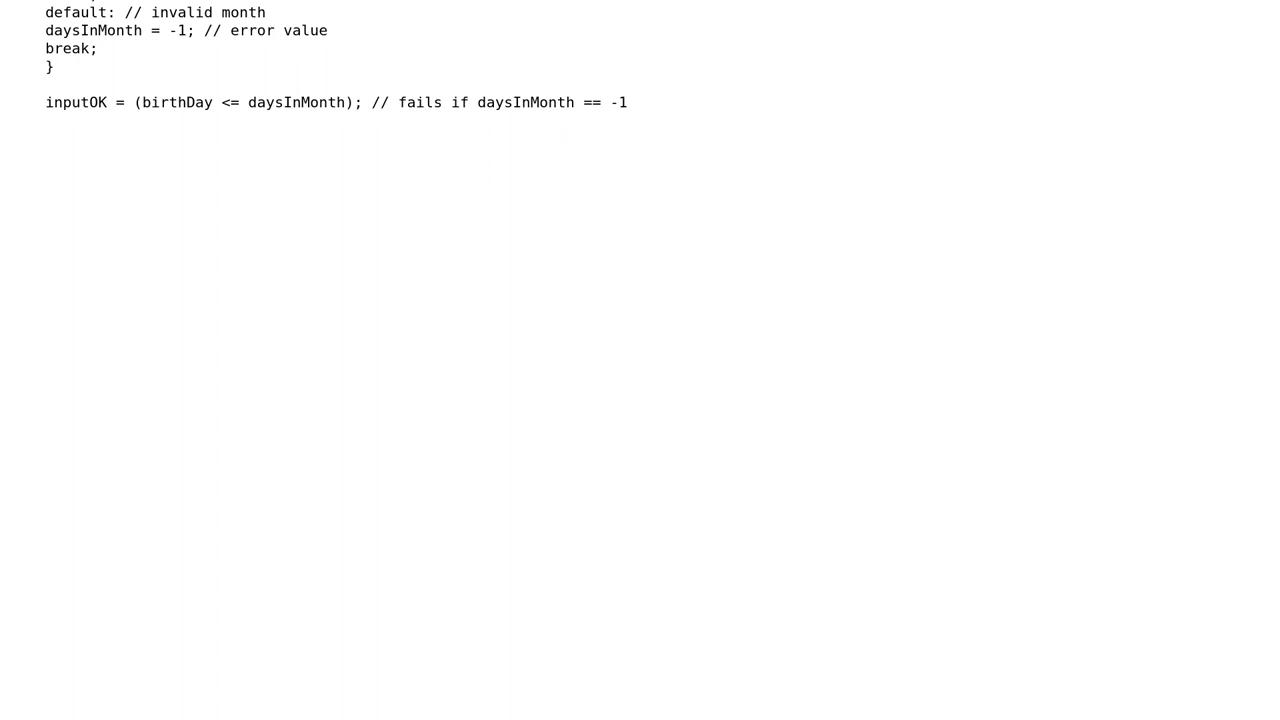 default: // invalid month
daysInMonth = -1; // error value
break;
}
inputOK = (birthDay <= daysInMonth); // fails if daysInMonth == -1